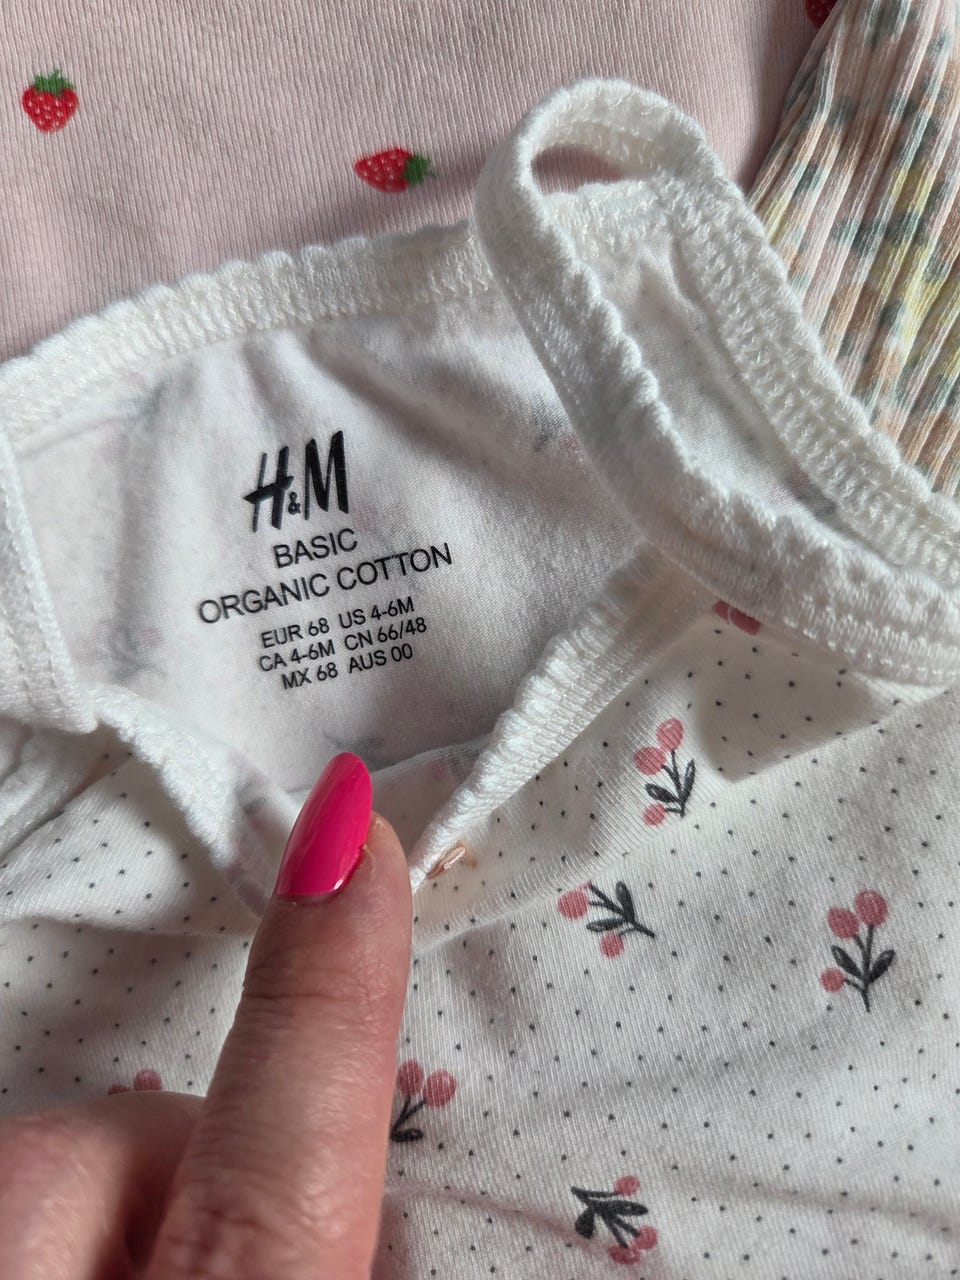 H&M
BASIC
ORGANIC COTTON
EUR 68 US 4-6M
CA 4-6M CN 66/48
MX 68 AUS 00